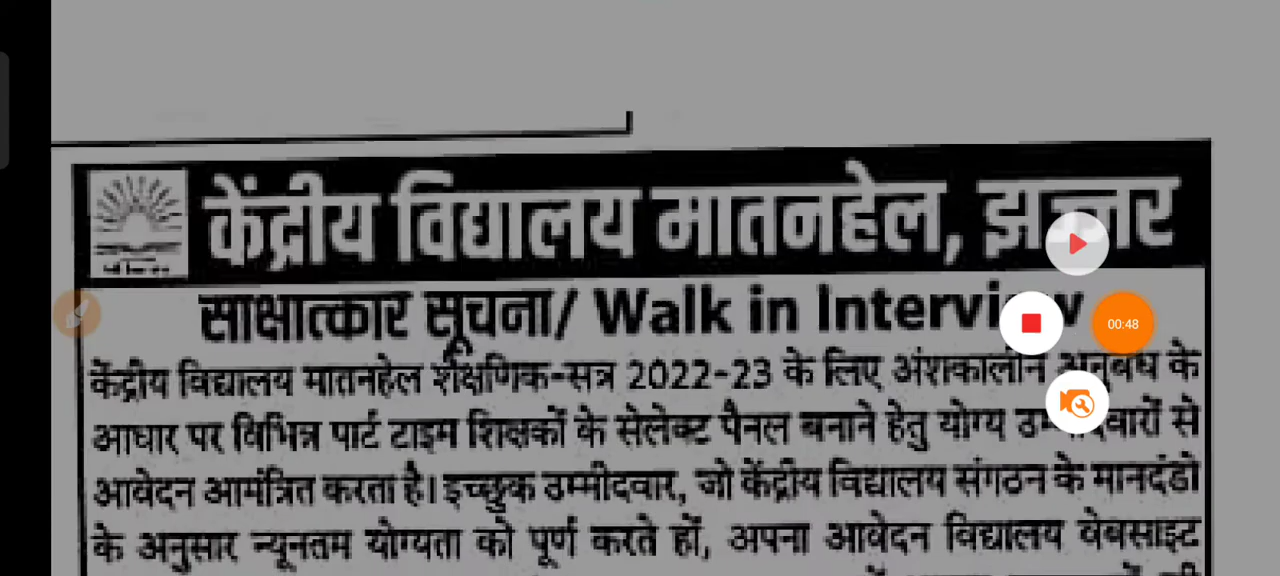 केंद्रीय विद्यालय मातनहेल, झज्जर
साक्षात्कार सूचना/ Walk in Interview
केंद्रीय विद्यालय मातनहेल शैक्षणिक-सत्र 2022-23 के लिए अंशकालीन अनुबंध के
आधार पर विभिन्न पार्ट टाइम शिक्षकों के सेलेक्ट पैनल बनाने हेतु योग्य उम्मीदवारों से
आवेदन आमंत्रित करता है। इच्छुक उम्मीदवार, जो केंद्रीय विद्यालय संगठन के मानदंडो
के अनुसार न्यूनतम योग्यता को पूर्ण करते हों, अपना आवेदन विद्यालय वेबसाइट
00:48